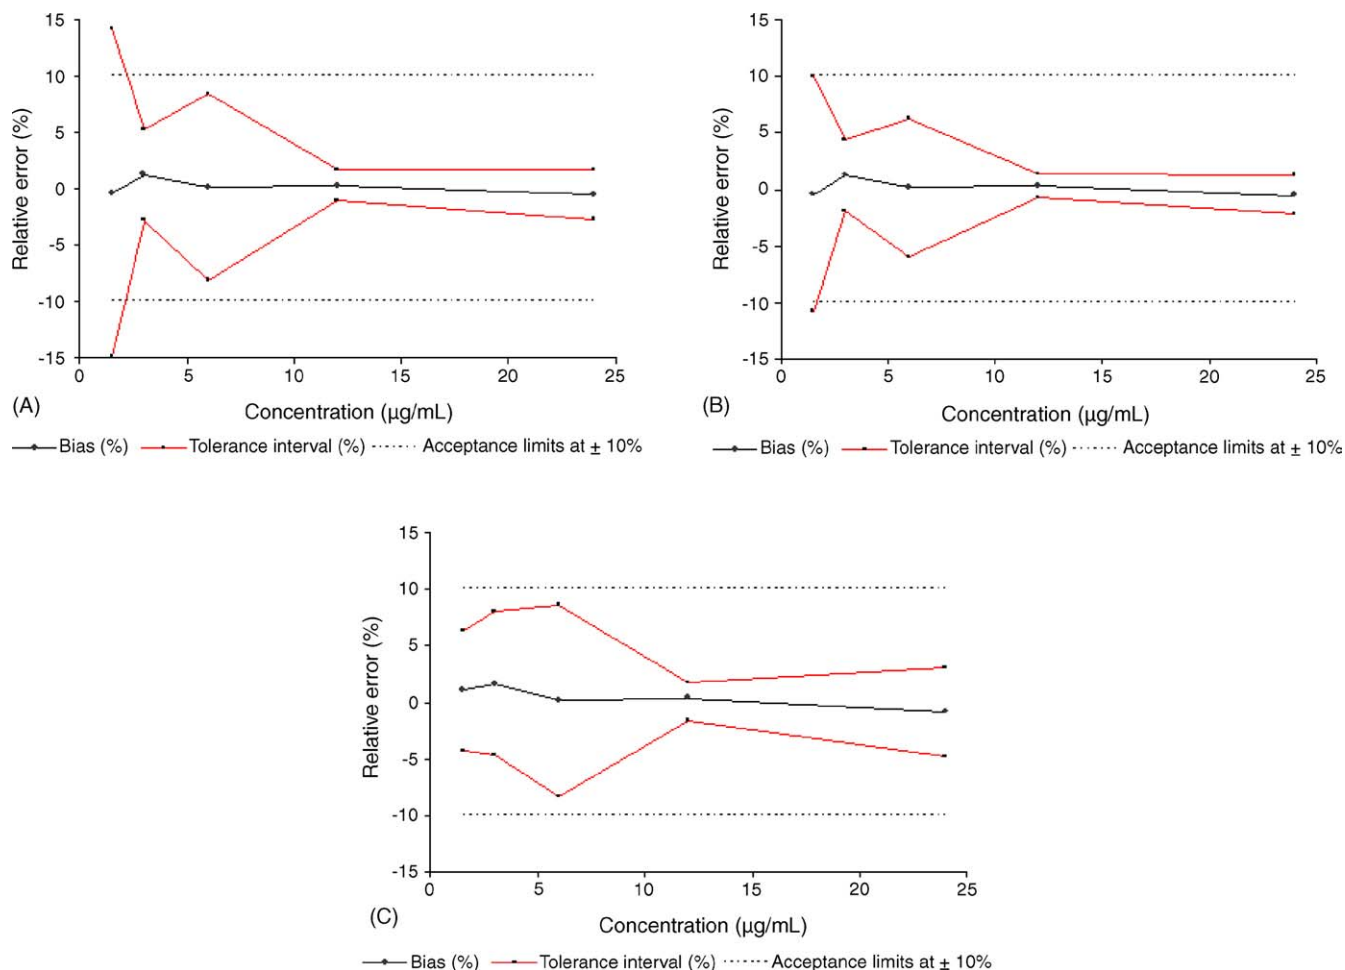 15
10
5
0
-5
-10
-15
Relative error (%)
0 5 10 15 20 25
(A)
Concentration (µg/mL)
Bias (%) Tolerance interval (%) Acceptance limits at ± 10%
15
10
5
0
-5
-10
-15
Relative error (%)
0 5 10 15 20 25
(B)
Concentration (µg/mL)
Bias (%) Tolerance interval (%) Acceptance limits at ± 10%
15
10
5
0
-5
-10
-15
Relative error (%)
0 5 10 15 20 25
(C)
Concentration (µg/mL)
Bias (%) Tolerance interval (%) Acceptance limits at ± 10%